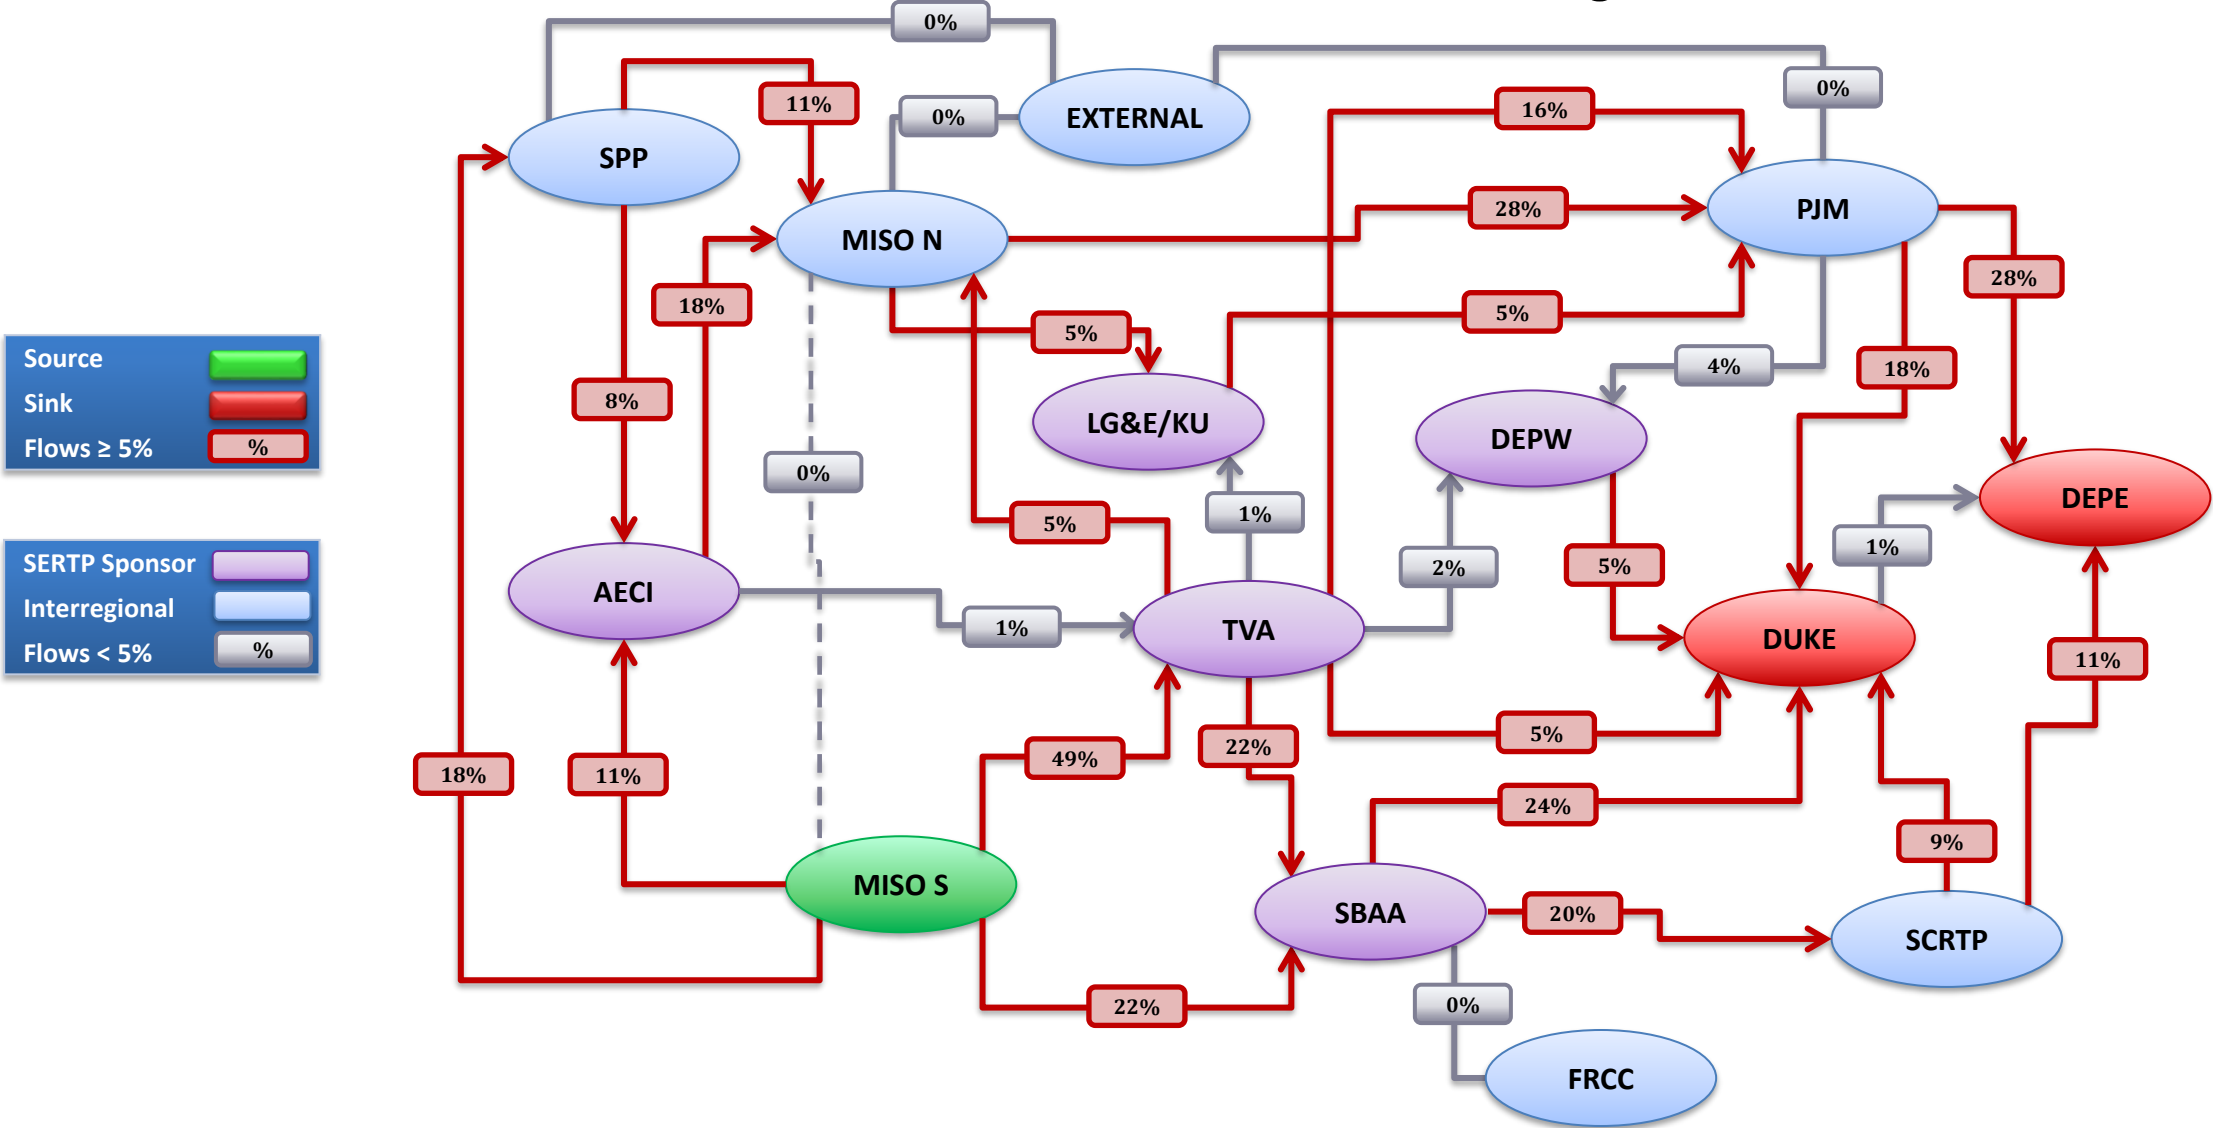 0%
11%
EXTERNAL
0%
0%
16%
SPP
PJM
28%
MISO N
28%
18%
5%
5%
4%
18%
Source
Sink
Flows ≥ 5%
%
8%
LG&E/KU
DEPW
0%
DEPE
5%
1%
2%
5%
1%
SERTP Sponsor
Interregional
Flows < 5%
%
AECI
1%
TVA
DUKE
11%
18%
11%
49%
22%
5%
24%
9%
MISO S
SBAA
20%
SCRTP
22%
0%
FRCC